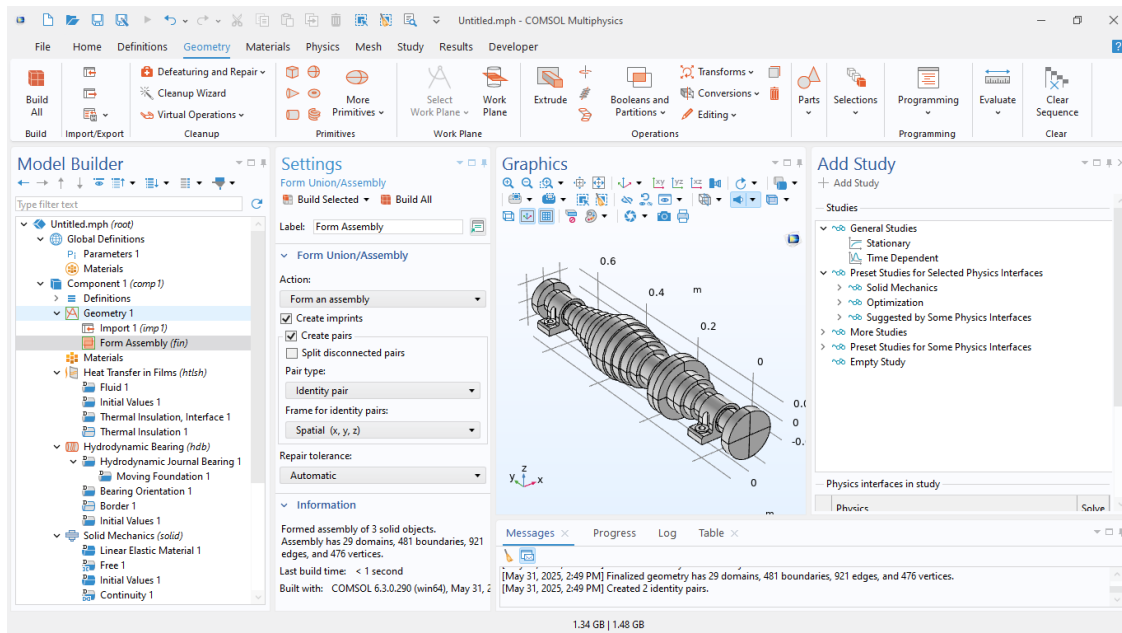 Untitled.mph - COMSOL Multiphysics
File Home Definitions Geometry Materials Physics Mesh Study Results Developer
?
Build All
Build
Import/Export
Defeaturing and Repair
Cleanup Wizard
Virtual Operations
Cleanup
More Primitives
Primitives
Select Work Plane
Work Plane
Work Plane
Extrude
Booleans and Partitions
Transforms
Conversions
Editing
Operations
Parts
Selections
Programming
Programming
Evaluate
Clear Sequence
Clear
Model Builder
Type filter text
Untitled.mph (root)
Global Definitions
Pi Parameters 1
Materials
Component 1 (comp1)
Definitions
Geometry 1
Import 1 (imp1)
Form Assembly (fin)
Materials
Heat Transfer in Films (htlsh)
Fluid 1
Initial Values 1
Thermal Insulation, Interface 1
Thermal Insulation 1
Hydrodynamic Bearing (hdb)
Hydrodynamic Journal Bearing 1
Moving Foundation 1
Bearing Orientation 1
Border 1
Initial Values 1
Solid Mechanics (solid)
Linear Elastic Material 1
Free 1
Initial Values 1
Continuity 1
Settings
Form Union/Assembly
Build Selected Build All
Label: Form Assembly
Form Union/Assembly
Action:
Form an assembly
Create imprints
Create pairs
Split disconnected pairs
Pair type:
Identity pair
Frame for identity pairs:
Spatial (x, y, z)
Repair tolerance:
Automatic
Information
Formed assembly of 3 solid objects.
Assembly has 29 domains, 481 boundaries, 921
edges, and 476 vertices.
Last build time: < 1 second
Built with: COMSOL 6.3.0.290 (win64), May 31,
Graphics
xy yz xz
0.6
0.4 m
0.2
0
0
-0.
0
m
z
y x
Messages Progress Log Table
[May 31, 2025, 2:49 PM] Finalized geometry has 29 domains, 481 boundaries, 921 edges, and 476 vertices.
[May 31, 2025, 2:49 PM] Created 2 identity pairs.
Add Study
Add Study
Studies
General Studies
Stationary
Time Dependent
Preset Studies for Selected Physics Interfaces
Solid Mechanics
Optimization
Suggested by Some Physics Interfaces
More Studies
Preset Studies for Some Physics Interfaces
Empty Study
Physics interfaces in study
Physics Solve
1.34 GB | 1.48 GB